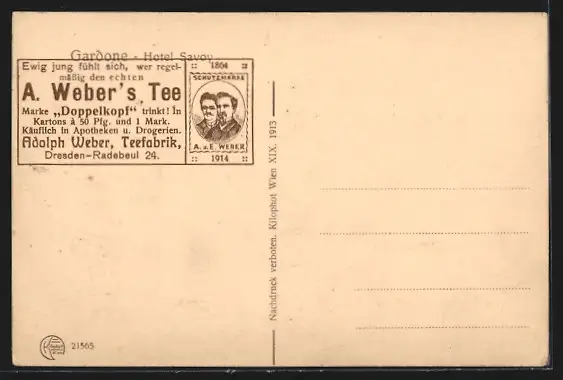 Gardone - Hotel Savoy
Ewig jung fühlt sich, wer regel-
mäßig den echten
A. Weber's Tee
Marke „Doppelkopf" trinkt! In
Kartons à 50 Pfg. und 1 Mark.
Käuflich in Apotheken u. Drogerien.
Adolph Weber, Teefabrik,
Dresden-Radebeul 24.
:: 1864 ::
SCHUTZMARKE
A. u. E. WEBER
:: 1914 ::
Nachdruck verboten. Kilophot Wien XIX. 1913
21565